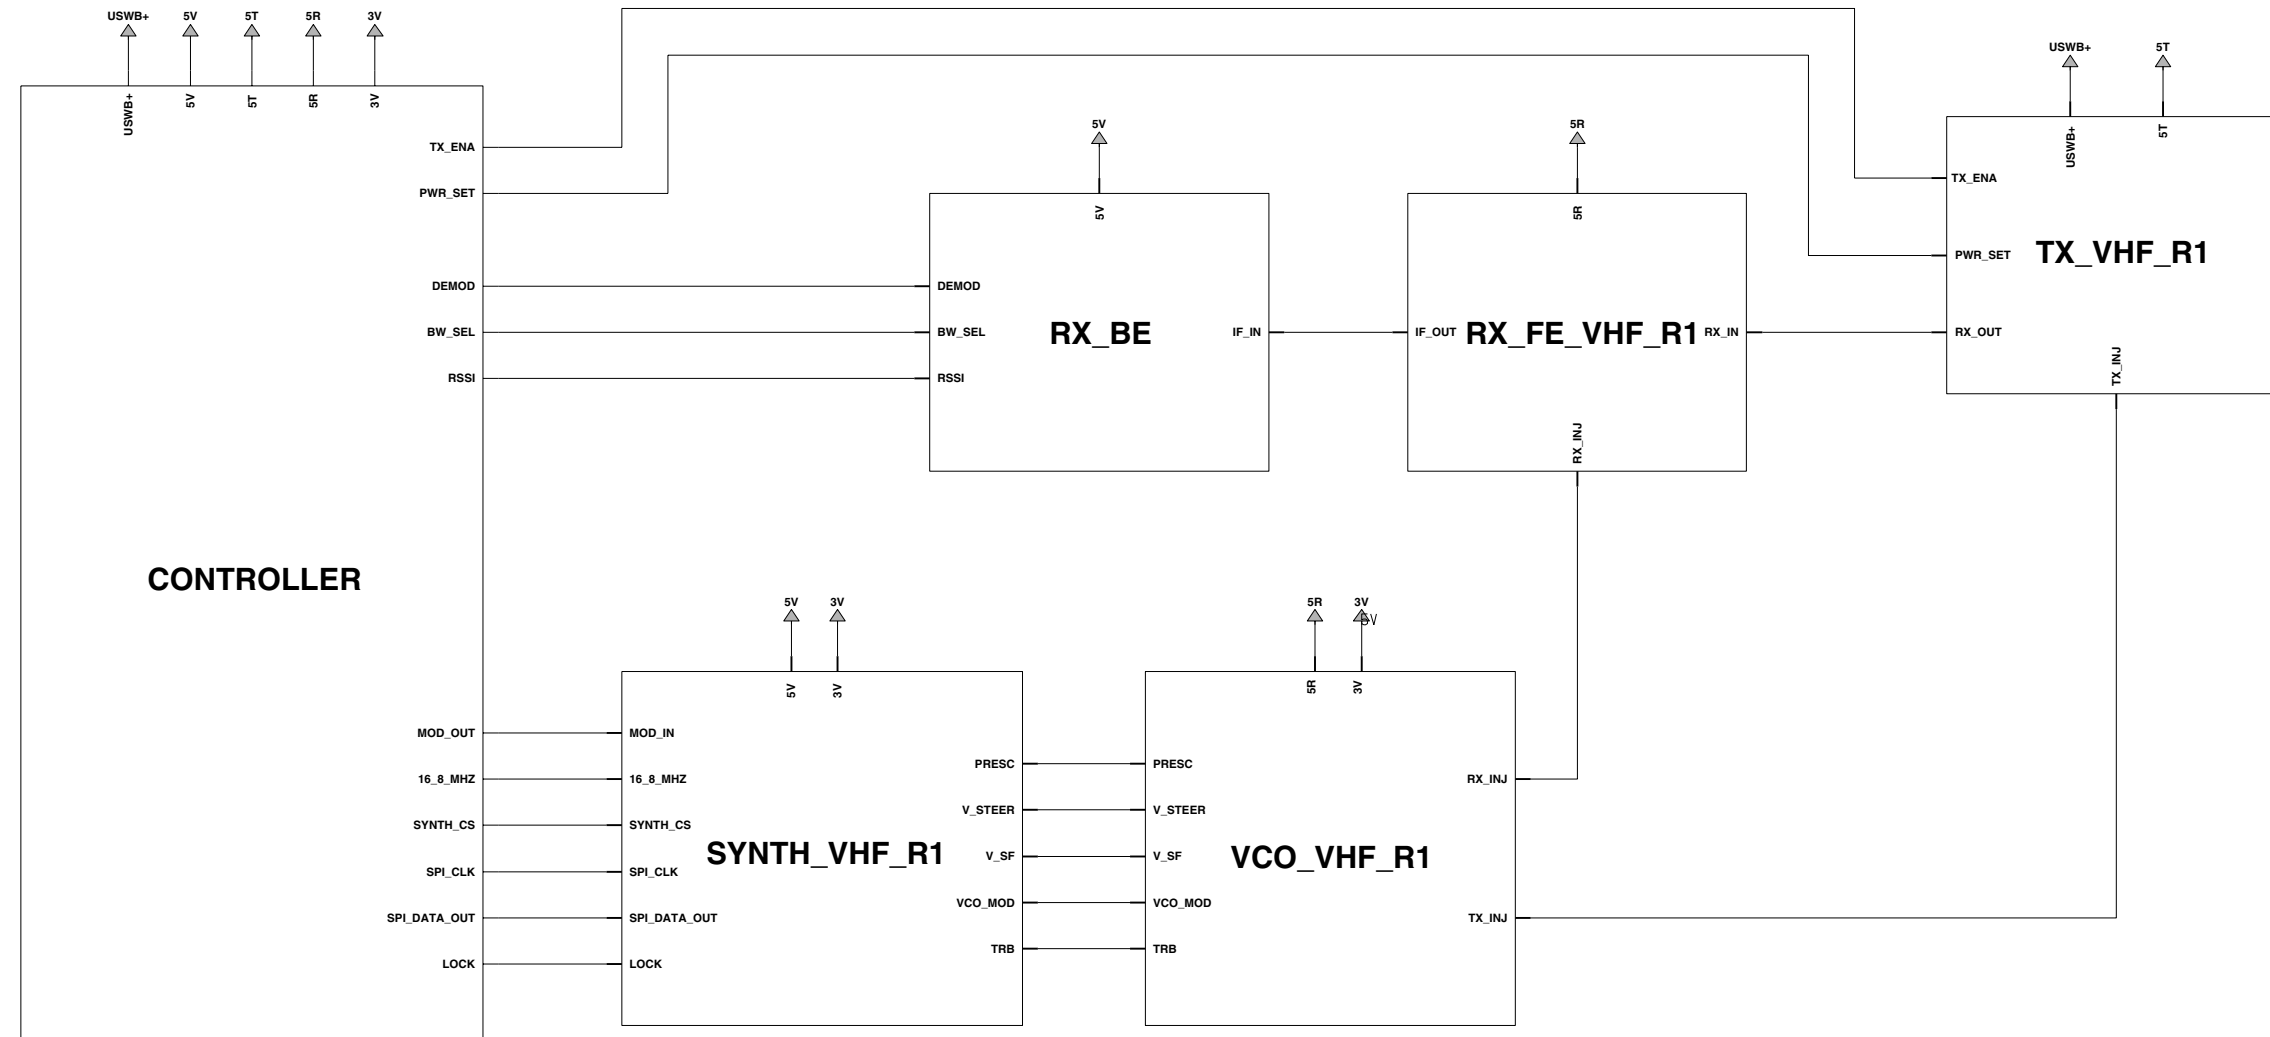 USWB+ 5V 5T 5R 3V
USWB+ 5V 5T 5R 3V
TX_ENA
PWR_SET
DEMOD
BW_SEL
RSSI
CONTROLLER
MOD_OUT
16_8_MHZ
SYNTH_CS
SPI_CLK
SPI_DATA_OUT
LOCK
5V
5V
DEMOD
BW_SEL
RSSI
RX_BE
IF_IN
5R
5R
IF_OUT
RX_FE_VHF_R1
RX_IN
RX_INJ
USWB+ 5T
USWB+ 5T
TX_ENA
PWR_SET
TX_VHF_R1
RX_OUT
TX_INJ
5V 3V
5V 3V
MOD_IN
16_8_MHZ
SYNTH_CS
SPI_CLK
SPI_DATA_OUT
LOCK
SYNTH_VHF_R1
PRESC
V_STEER
V_SF
VCO_MOD
TRB
5R 3V
5V
5R 3V
PRESC
V_STEER
V_SF
VCO_MOD
TRB
VCO_VHF_R1
RX_INJ
TX_INJ